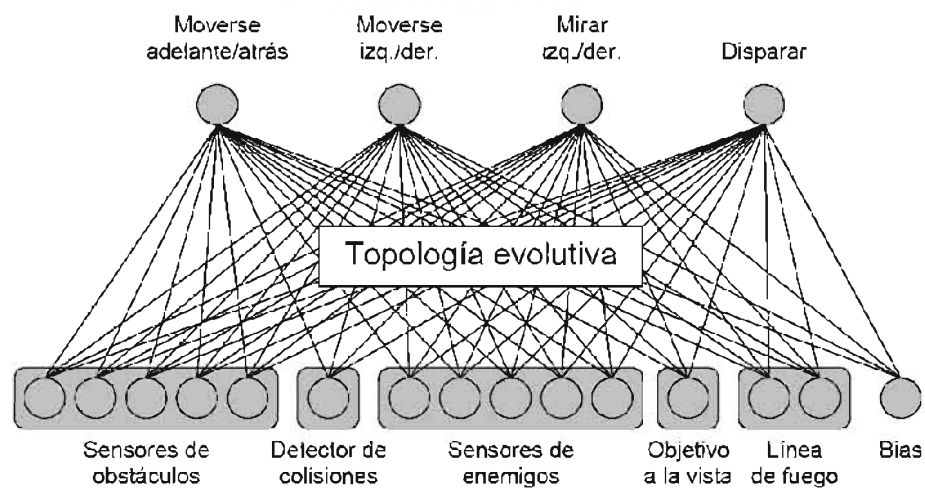 Moverse
adelante/atrás
Moverse
izq./der.
Mirar
izq./der.
Disparar
Topología evolutiva
Sensores de
obstáculos
Detector de
colisiones
Sensores de
enemigos
Objetivo
a la vista
Línea
de fuego
Bias